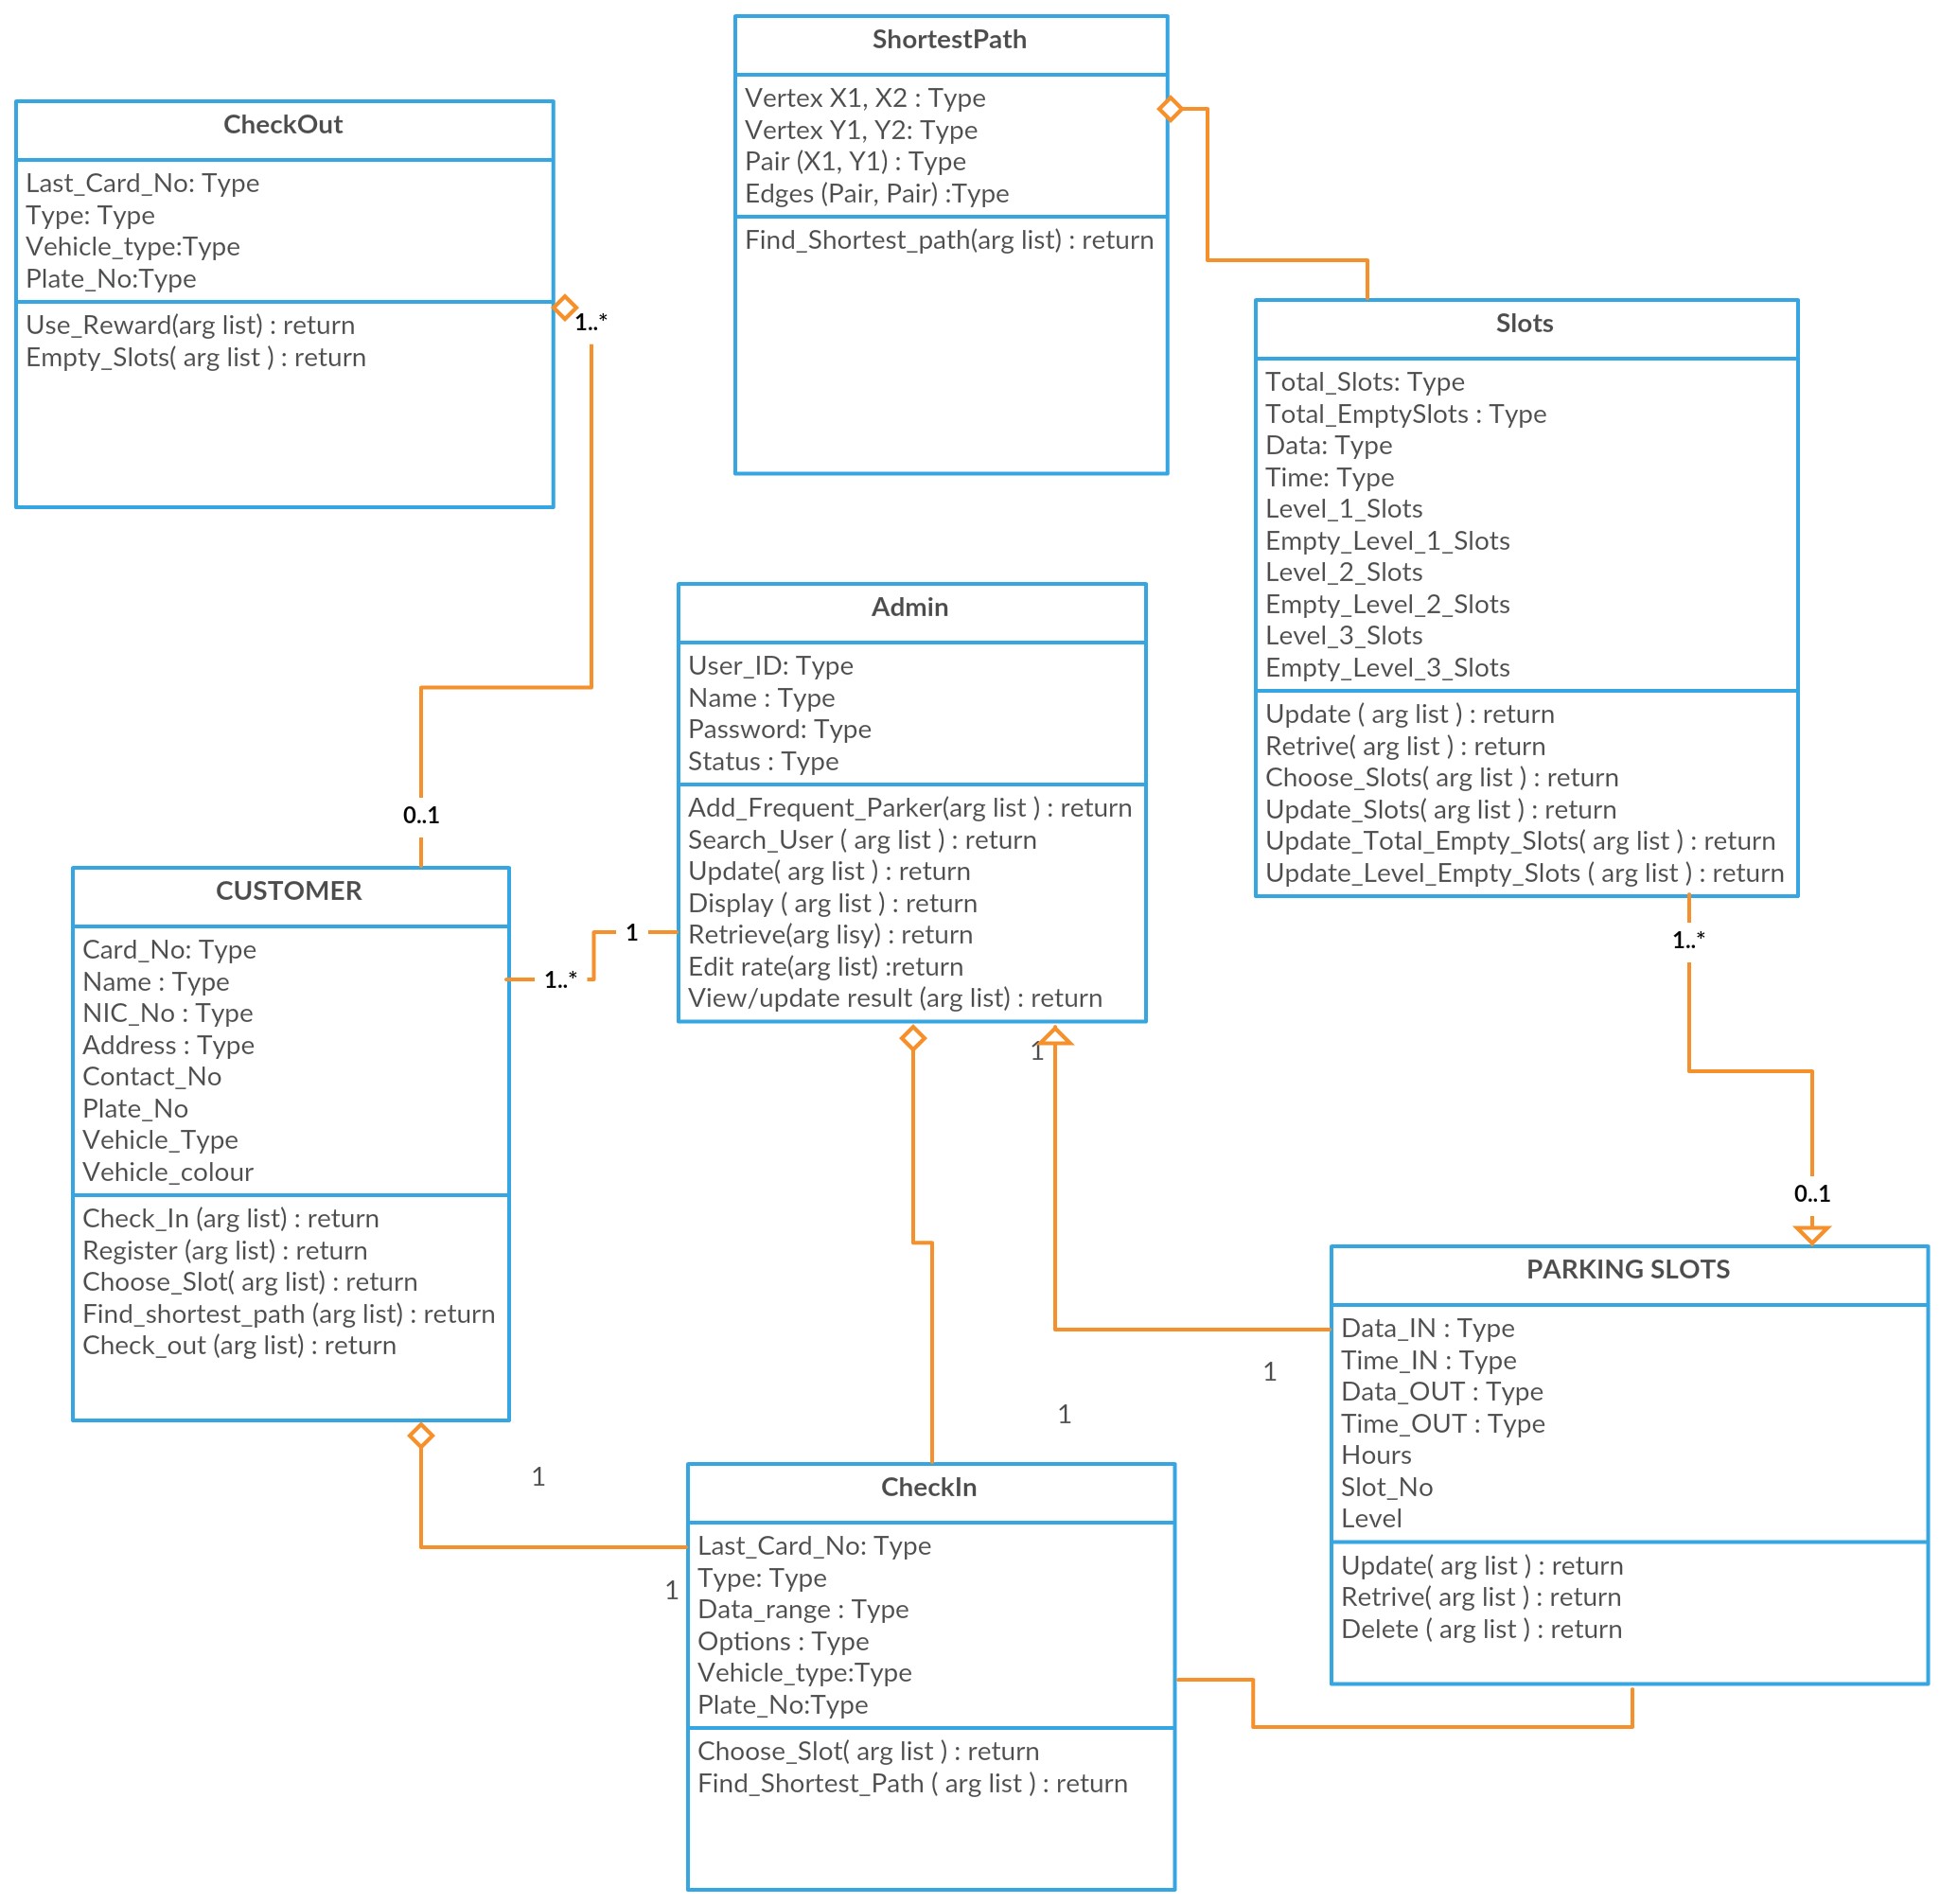 ShortestPath
Vertex X1, X2 : Type
Vertex Y1, Y2: Type
Pair (X1, Y1) : Type
Edges (Pair, Pair) :Type
Find_Shortest_path(arg list) : return
CheckOut
Last_Card_No: Type
Type: Type
Vehicle_type:Type
Plate_No:Type
Use_Reward(arg list) : return
Empty_Slots( arg list ) : return
1..*
0..1
Slots
Total_Slots: Type
Total_EmptySlots : Type
Data: Type
Time: Type
Level_1_Slots
Empty_Level_1_Slots
Level_2_Slots
Empty_Level_2_Slots
Level_3_Slots
Empty_Level_3_Slots
Update ( arg list ) : return
Retrive( arg list ) : return
Choose_Slots( arg list ) : return
Update_Slots( arg list ) : return
Update_Total_Empty_Slots( arg list ) : return
Update_Level_Empty_Slots ( arg list ) : return
1..*
0..1
Admin
User_ID: Type
Name : Type
Password: Type
Status : Type
Add_Frequent_Parker(arg list ) : return
Search_User ( arg list ) : return
Update( arg list ) : return
Display ( arg list ) : return
Retrieve(arg lisy) : return
Edit rate(arg list) :return
View/update result (arg list) : return
1
1..*
1
CUSTOMER
Card_No: Type
Name : Type
NIC_No : Type
Address : Type
Contact_No
Plate_No
Vehicle_Type
Vehicle_colour
Check_In (arg list) : return
Register (arg list) : return
Choose_Slot( arg list) : return
Find_shortest_path (arg list) : return
Check_out (arg list) : return
1
1
1
1
PARKING SLOTS
Data_IN : Type
Time_IN : Type
Data_OUT : Type
Time_OUT : Type
Hours
Slot_No
Level
Update( arg list ) : return
Retrive( arg list ) : return
Delete ( arg list ) : return
CheckIn
Last_Card_No: Type
Type: Type
Data_range : Type
Options : Type
Vehicle_type:Type
Plate_No:Type
Choose_Slot( arg list ) : return
Find_Shortest_Path ( arg list ) : return